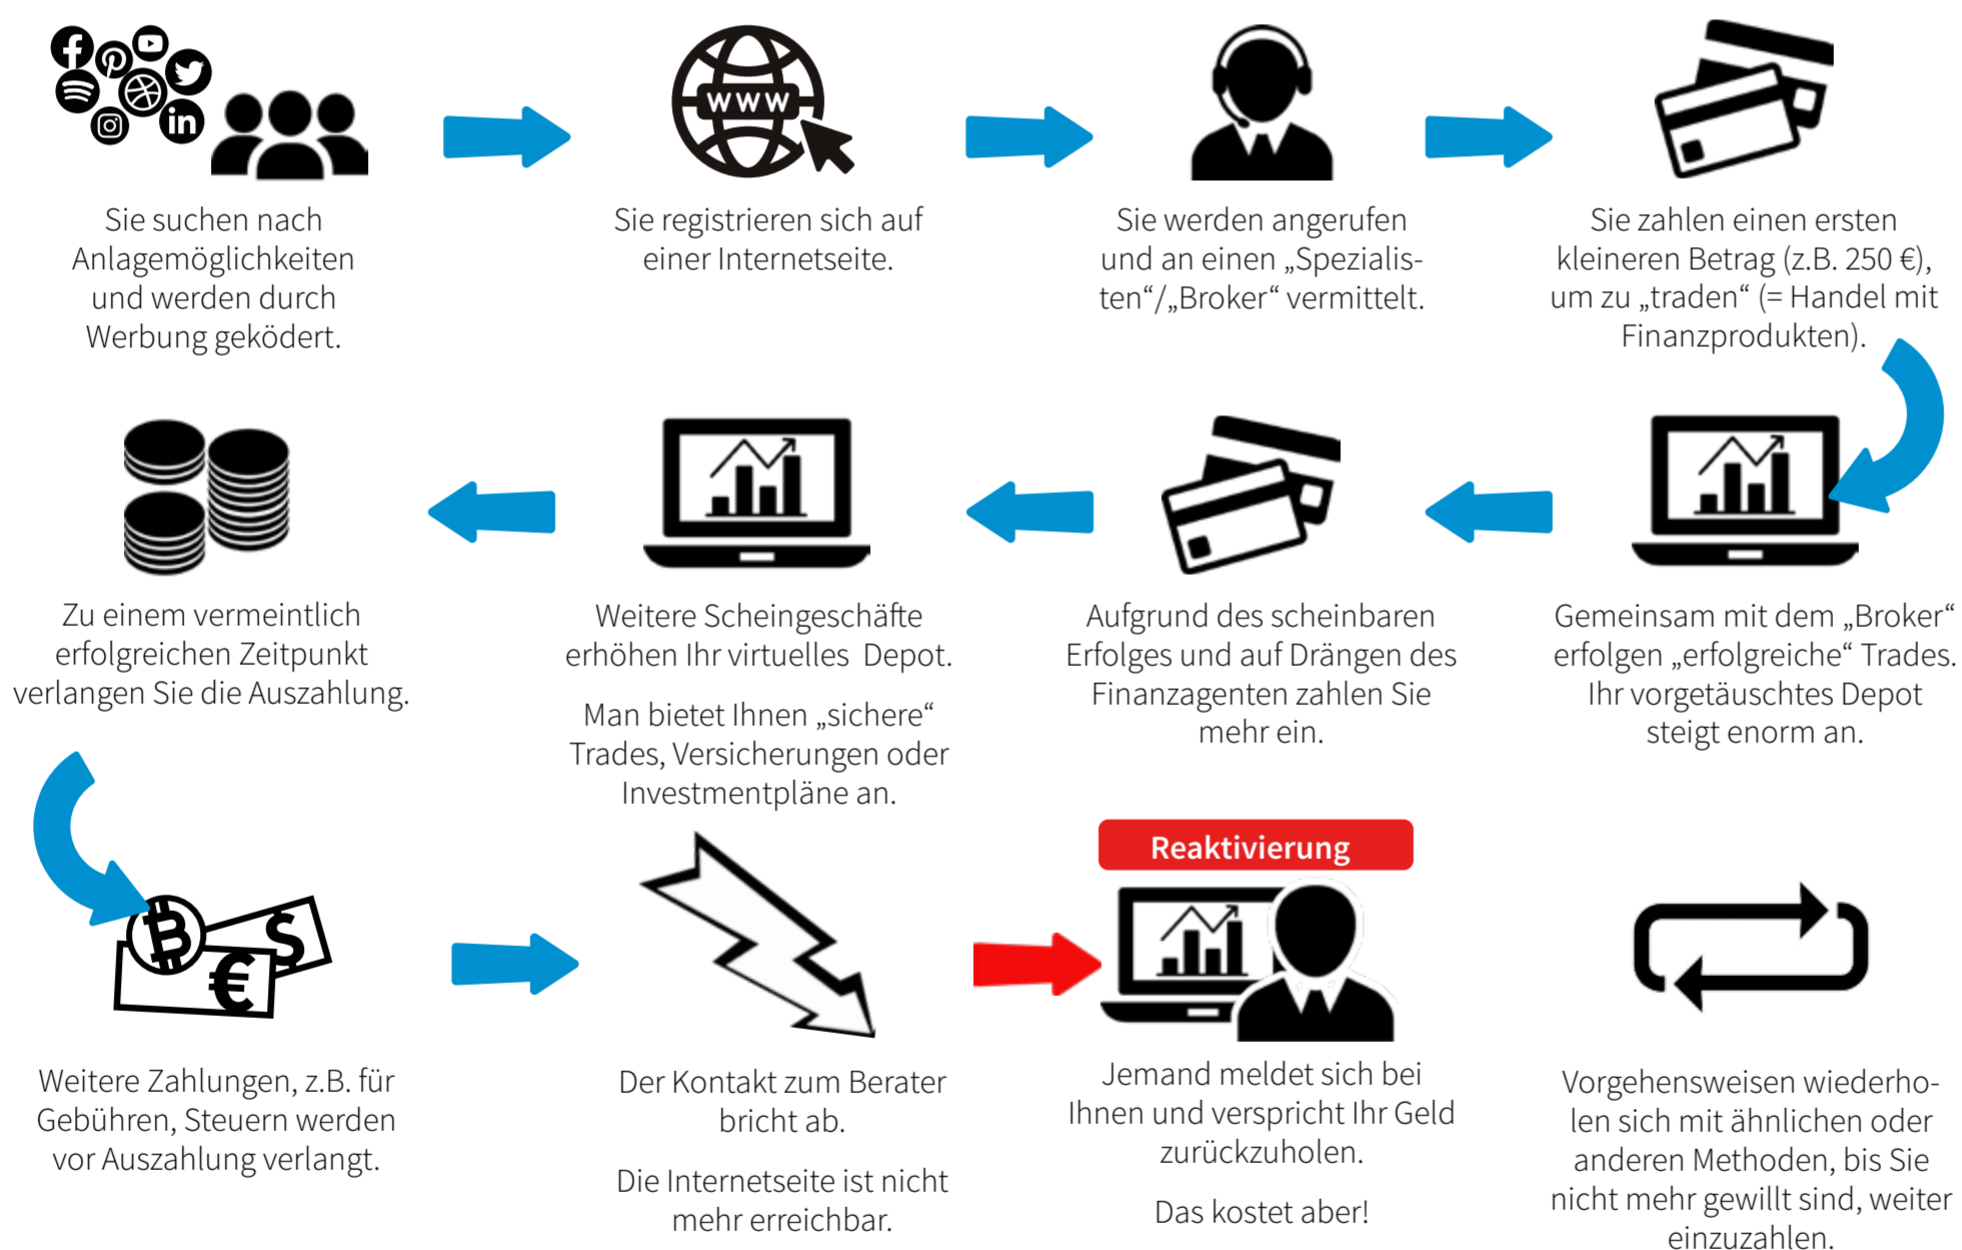 WWW
Sie suchen nach
Anlagemöglichkeiten
und werden durch
Werbung geködert.
Sie registrieren sich auf
einer Internetseite.
Sie werden angerufen
und an einen „Spezialis-
ten“/„Broker“ vermittelt.
Sie zahlen einen ersten
kleineren Betrag (z.B. 250 €),
um zu „traden“ (= Handel mit
Finanzprodukten).
Gemeinsam mit dem „Broker“
erfolgen „erfolgreiche“ Trades.
Ihr vorgetäuschtes Depot
steigt enorm an.
Aufgrund des scheinbaren
Erfolges und auf Drängen des
Finanzagenten zahlen Sie
mehr ein.
Weitere Scheingeschäfte
erhöhen Ihr virtuelles Depot.
Man bietet Ihnen „sichere“
Trades, Versicherungen oder
Investmentpläne an.
Zu einem vermeintlich
erfolgreichen Zeitpunkt
verlangen Sie die Auszahlung.
Weitere Zahlungen, z.B. für
Gebühren, Steuern werden
vor Auszahlung verlangt.
Der Kontakt zum Berater
bricht ab.
Die Internetseite ist nicht
mehr erreichbar.
Reaktivierung
Jemand meldet sich bei
Ihnen und verspricht Ihr Geld
zurückzuholen.
Das kostet aber!
Vorgehensweisen wiederho-
len sich mit ähnlichen oder
anderen Methoden, bis Sie
nicht mehr gewillt sind, weiter
einzuzahlen.